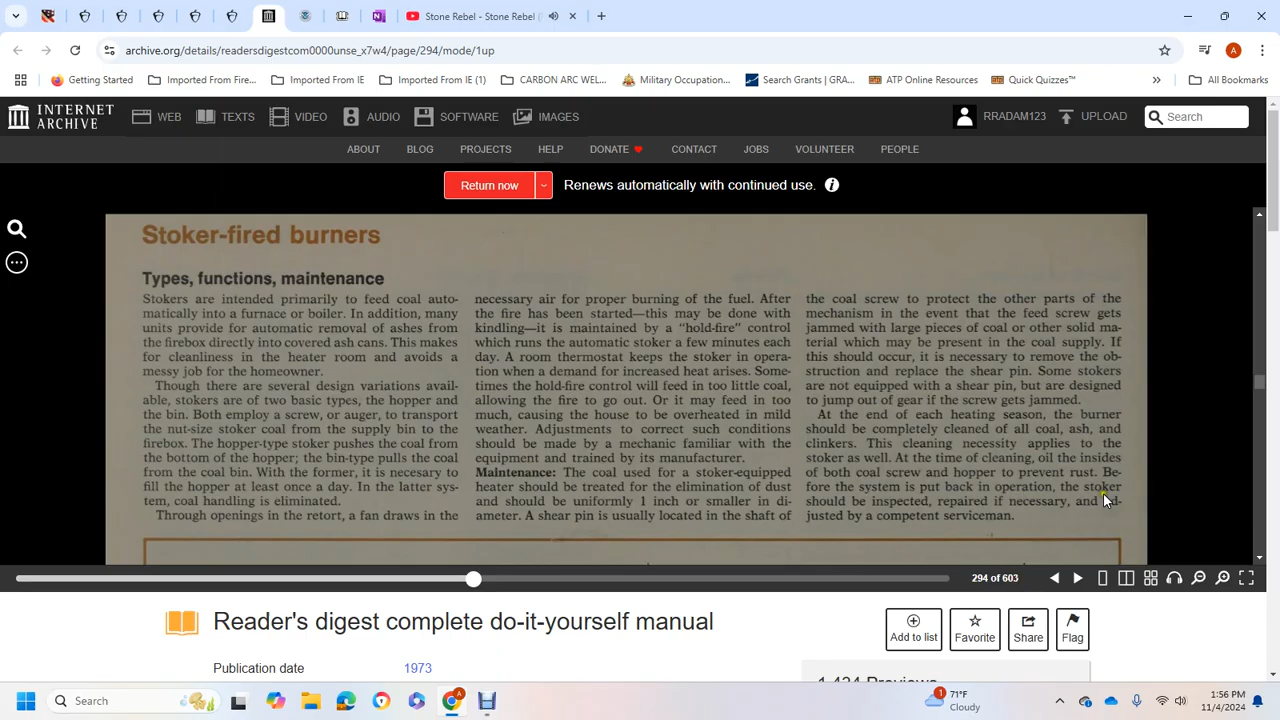 Stone Rebel - Stone Rebel (
archive.org/details/readersdigestcom0000unse_x7w4/page/294/mode/1up
A
Getting Started
Imported From Fire...
Imported From IE
Imported From IE (1)
CARBON ARC WEL...
Military Occupation...
Search Grants | GRA...
ATP Online Resources
Quick Quizzes™
»
All Bookmarks
INTERNET ARCHIVE
WEB
TEXTS
VIDEO
AUDIO
SOFTWARE
IMAGES
RRADAM123
UPLOAD
Search
ABOUT
BLOG
PROJECTS
HELP
DONATE
CONTACT
JOBS
VOLUNTEER
PEOPLE
Return now
Renews automatically with continued use.
Stoker-fired burners
Types, functions, maintenance
Stokers are intended primarily to feed coal auto-
matically into a furnace or boiler. In addition, many
units provide for automatic removal of ashes from
the firebox directly into covered ash cans. This makes
for cleanliness in the heater room and avoids a
messy job for the homeowner.
Though there are several design variations avail-
able, stokers are of two basic types, the hopper and
the bin. Both employ a screw, or auger, to transport
the nut-size stoker coal from the supply bin to the
firebox. The hopper-type stoker pushes the coal from
the bottom of the hopper; the bin-type pulls the coal
from the coal bin. With the former, it is necesary to
fill the hopper at least once a day. In the latter sys-
tem, coal handling is eliminated.
Through openings in the retort, a fan draws in the
necessary air for proper burning of the fuel. After
the fire has been started—this may be done with
kindling—it is maintained by a "hold-fire" control
which runs the automatic stoker a few minutes each
day. A room thermostat keeps the stoker in opera-
tion when a demand for increased heat arises. Some-
times the hold-fire control will feed in too little coal,
allowing the fire to go out. Or it may feed in too
much, causing the house to be overheated in mild
weather. Adjustments to correct such conditions
should be made by a mechanic familiar with the
equipment and trained by its manufacturer.
Maintenance: The coal used for a stoker-equipped
heater should be treated for the elimination of dust
and should be uniformly 1 inch or smaller in di-
ameter. A shear pin is usually located in the shaft of
the coal screw to protect the other parts of the
mechanism in the event that the feed screw gets
jammed with large pieces of coal or other solid ma-
terial which may be present in the coal supply. If
this should occur, it is necessary to remove the ob-
struction and replace the shear pin. Some stokers
are not equipped with a shear pin, but are designed
to jump out of gear if the screw gets jammed.
At the end of each heating season, the burner
should be completely cleaned of all coal, ash, and
clinkers. This cleaning necessity applies to the
stoker as well. At the time of cleaning, oil the insides
of both coal screw and hopper to prevent rust. Be-
fore the system is put back in operation, the stoker
should be inspected, repaired if necessary, and
justed by a competent serviceman.
294 of 603
Reader's digest complete do-it-yourself manual
Publication date
1973
Add to list
Favorite
Share
Flag
1,434 Previews
Search
1
71°F
Cloudy
1:56 PM
11/4/2024